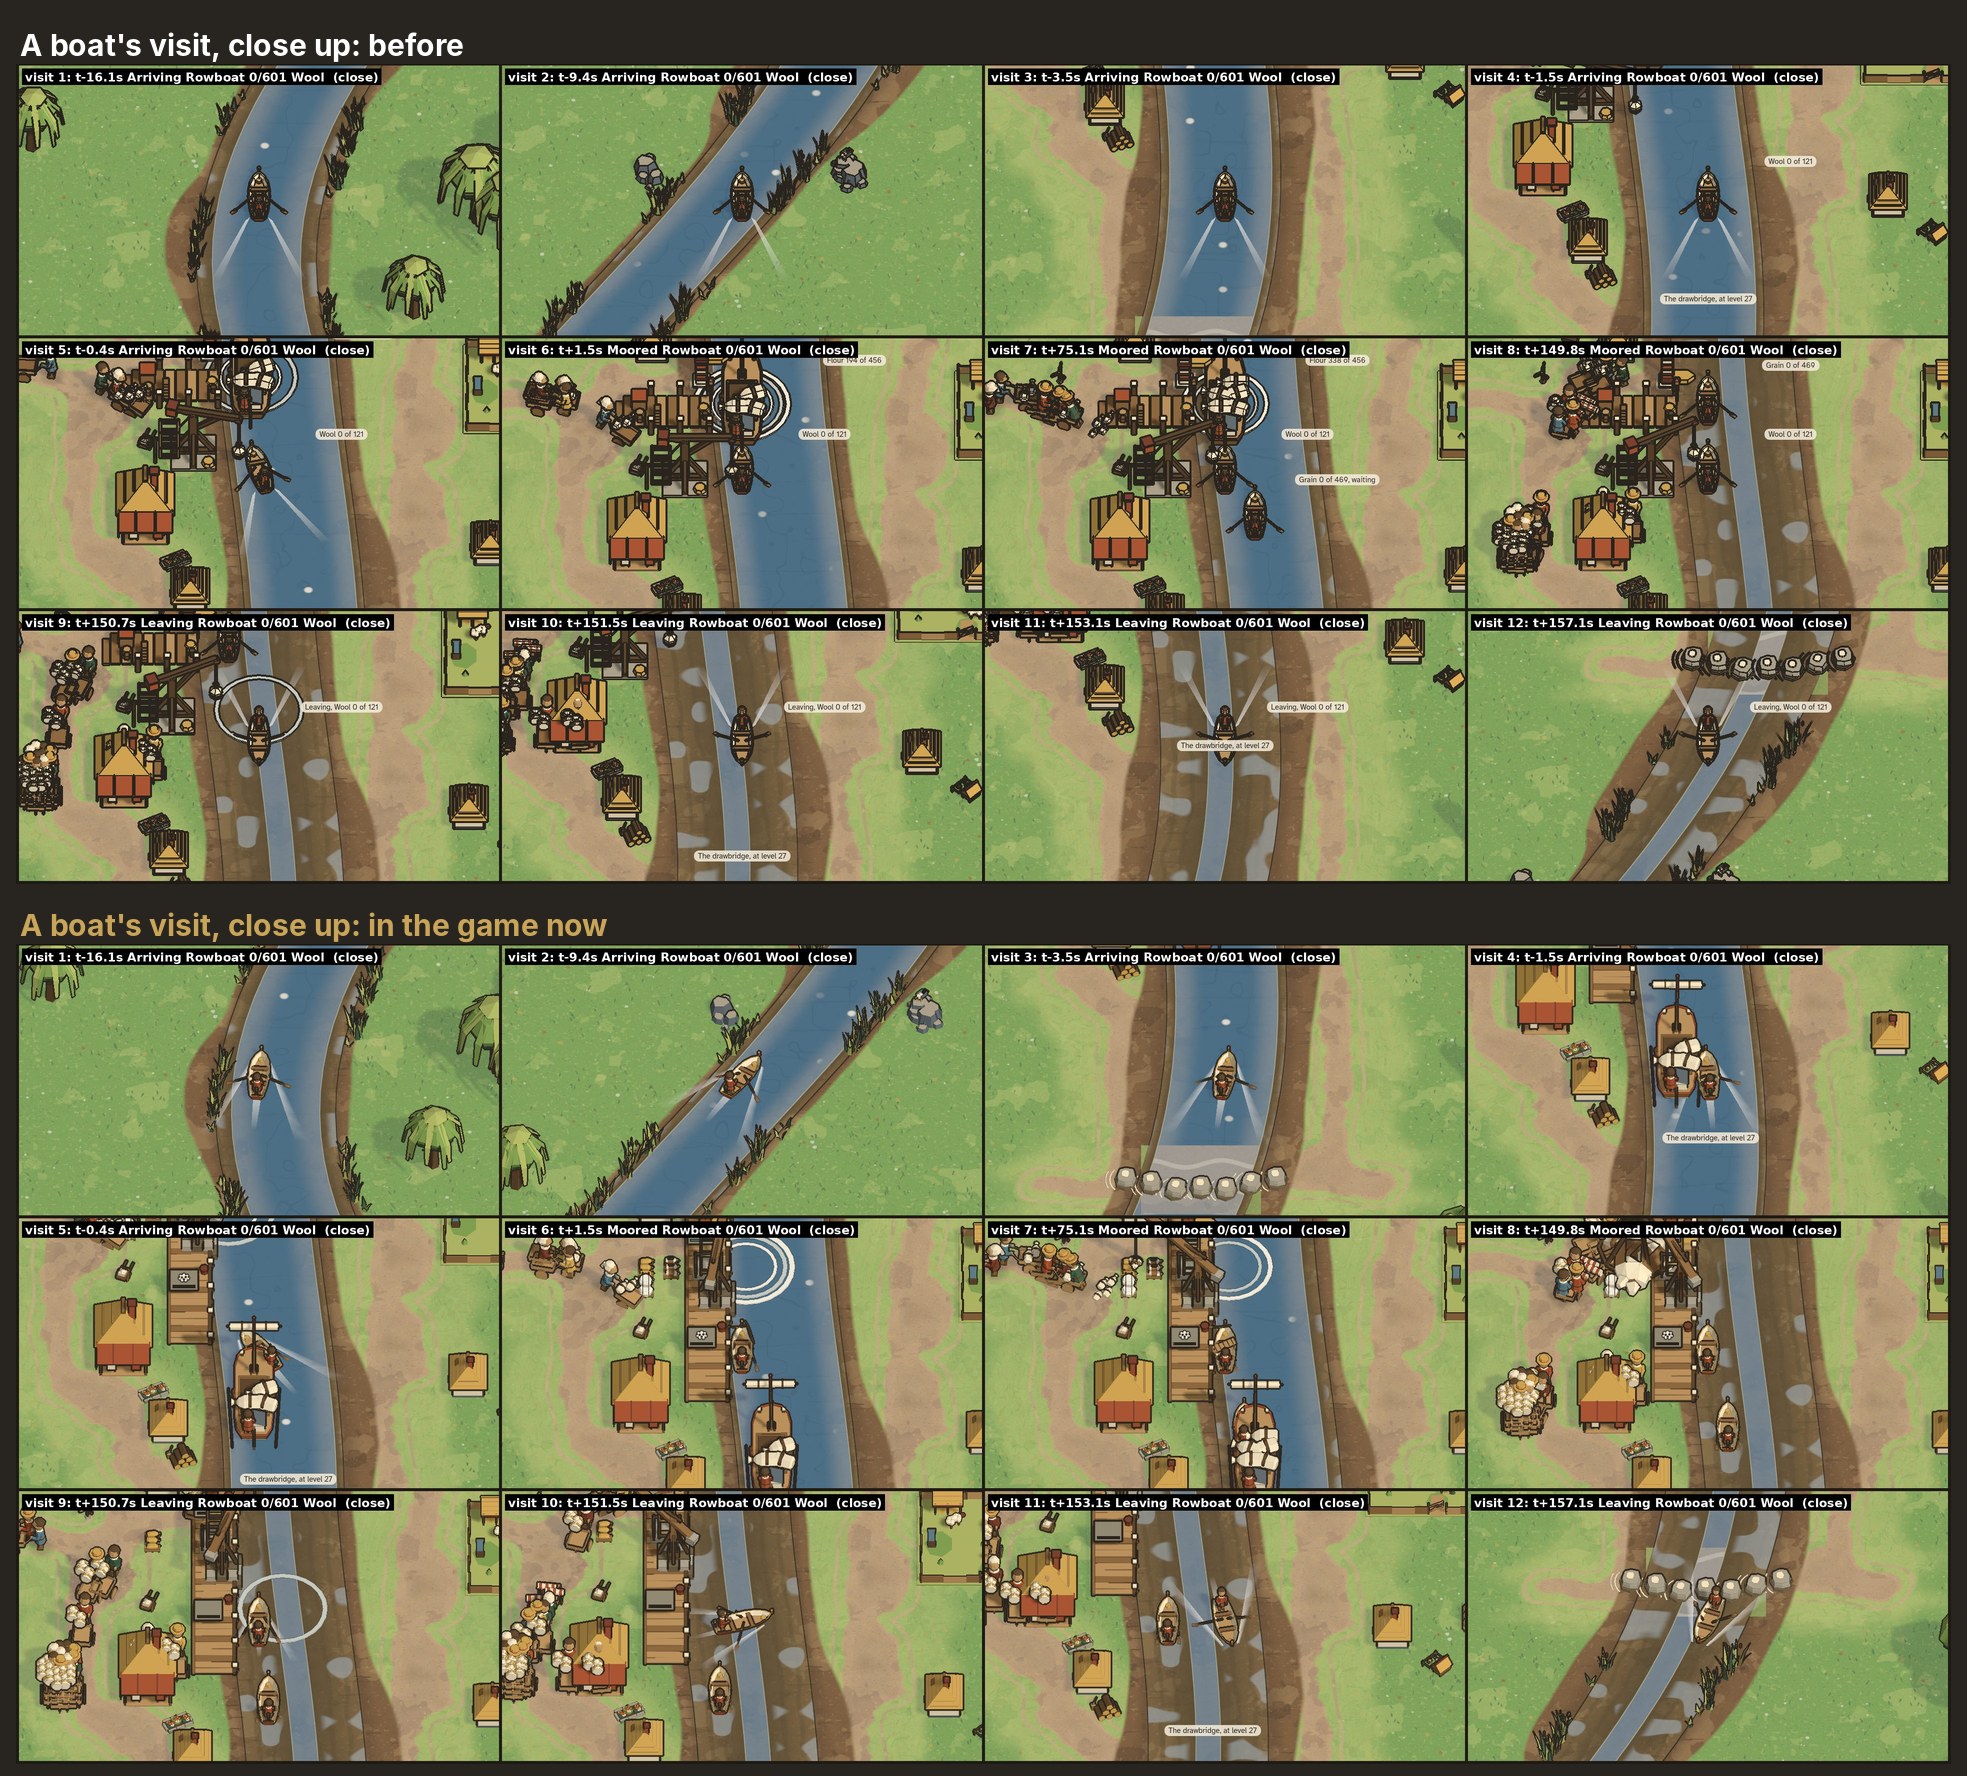 A boat's visit, close up: before
visit 1: t-16.1s Arriving Rowboat 0/601 Wool (close)
visit 2: t-9.4s Arriving Rowboat 0/601 Wool (close)
visit 3: t-3.5s Arriving Rowboat 0/601 Wool (close)
visit 4: t-1.5s Arriving Rowboat 0/601 Wool (close)
Wool 0 of 121
The drawbridge, at level 27
visit 5: t-0.4s Arriving Rowboat 0/601 Wool (close)
Wool 0 of 121
visit 6: t+1.5s Moored Rowboat 0/601 Wool (close)
Flour 194 of 456
Wool 0 of 121
visit 7: t+75.1s Moored Rowboat 0/601 Wool (close)
Flour 338 of 456
Wool 0 of 121
Grain 0 of 469, waiting
visit 8: t+149.8s Moored Rowboat 0/601 Wool (close)
Grain 0 of 469
Wool 0 of 121
visit 9: t+150.7s Leaving Rowboat 0/601 Wool (close)
Leaving, Wool 0 of 121
visit 10: t+151.5s Leaving Rowboat 0/601 Wool (close)
Leaving, Wool 0 of 121
The drawbridge, at level 27
visit 11: t+153.1s Leaving Rowboat 0/601 Wool (close)
Leaving, Wool 0 of 121
The drawbridge, at level 27
visit 12: t+157.1s Leaving Rowboat 0/601 Wool (close)
Leaving, Wool 0 of 121
A boat's visit, close up: in the game now
visit 1: t-16.1s Arriving Rowboat 0/601 Wool (close)
visit 2: t-9.4s Arriving Rowboat 0/601 Wool (close)
visit 3: t-3.5s Arriving Rowboat 0/601 Wool (close)
visit 4: t-1.5s Arriving Rowboat 0/601 Wool (close)
The drawbridge, at level 27
visit 5: t-0.4s Arriving Rowboat 0/601 Wool (close)
The drawbridge, at level 27
visit 6: t+1.5s Moored Rowboat 0/601 Wool (close)
visit 7: t+75.1s Moored Rowboat 0/601 Wool (close)
visit 8: t+149.8s Moored Rowboat 0/601 Wool (close)
visit 9: t+150.7s Leaving Rowboat 0/601 Wool (close)
visit 10: t+151.5s Leaving Rowboat 0/601 Wool (close)
visit 11: t+153.1s Leaving Rowboat 0/601 Wool (close)
The drawbridge, at level 27
visit 12: t+157.1s Leaving Rowboat 0/601 Wool (close)